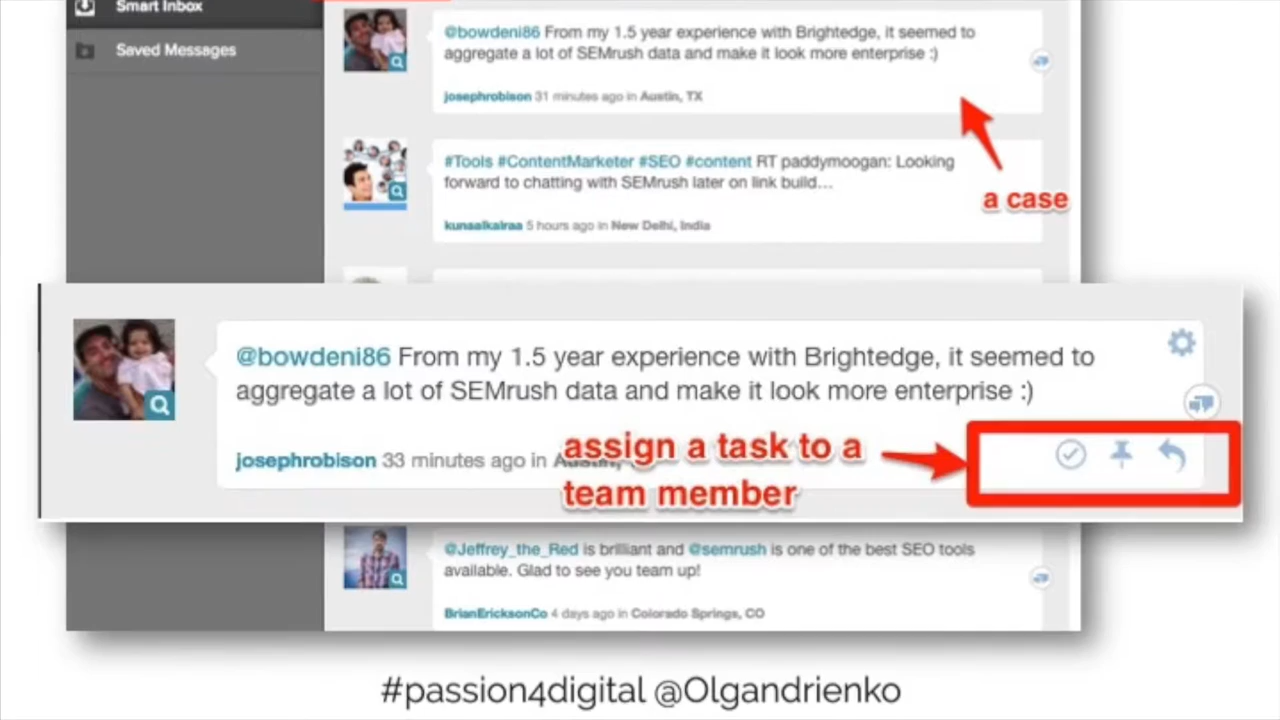 Smart Inbox
Saved Messages
@bowdeni86 From my 1.5 year experience with Brightedge, it seemed to
aggregate a lot of SEMrush data and make it look more enterprise :)
josephrobison 31 minutes ago in Austin, TX
a case
#Tools #ContentMarketer #SEO #content RT paddymoogan: Looking
forward to chatting with SEMrush later on link build...
kunaalkalraa 5 hours ago in New Delhi, India
@bowdeni86 From my 1.5 year experience with Brightedge, it seemed to
aggregate a lot of SEMrush data and make it look more enterprise :)
josephrobison 33 minutes ago in Austin,
assign a task to a
team member
@Jeffrey_the_Red is brilliant and @semrush is one of the best SEO tools
available. Glad to see you team up!
BrianEricksonCo 4 days ago in Colorado Springs, CO
#passion4digital @Olgandrienko